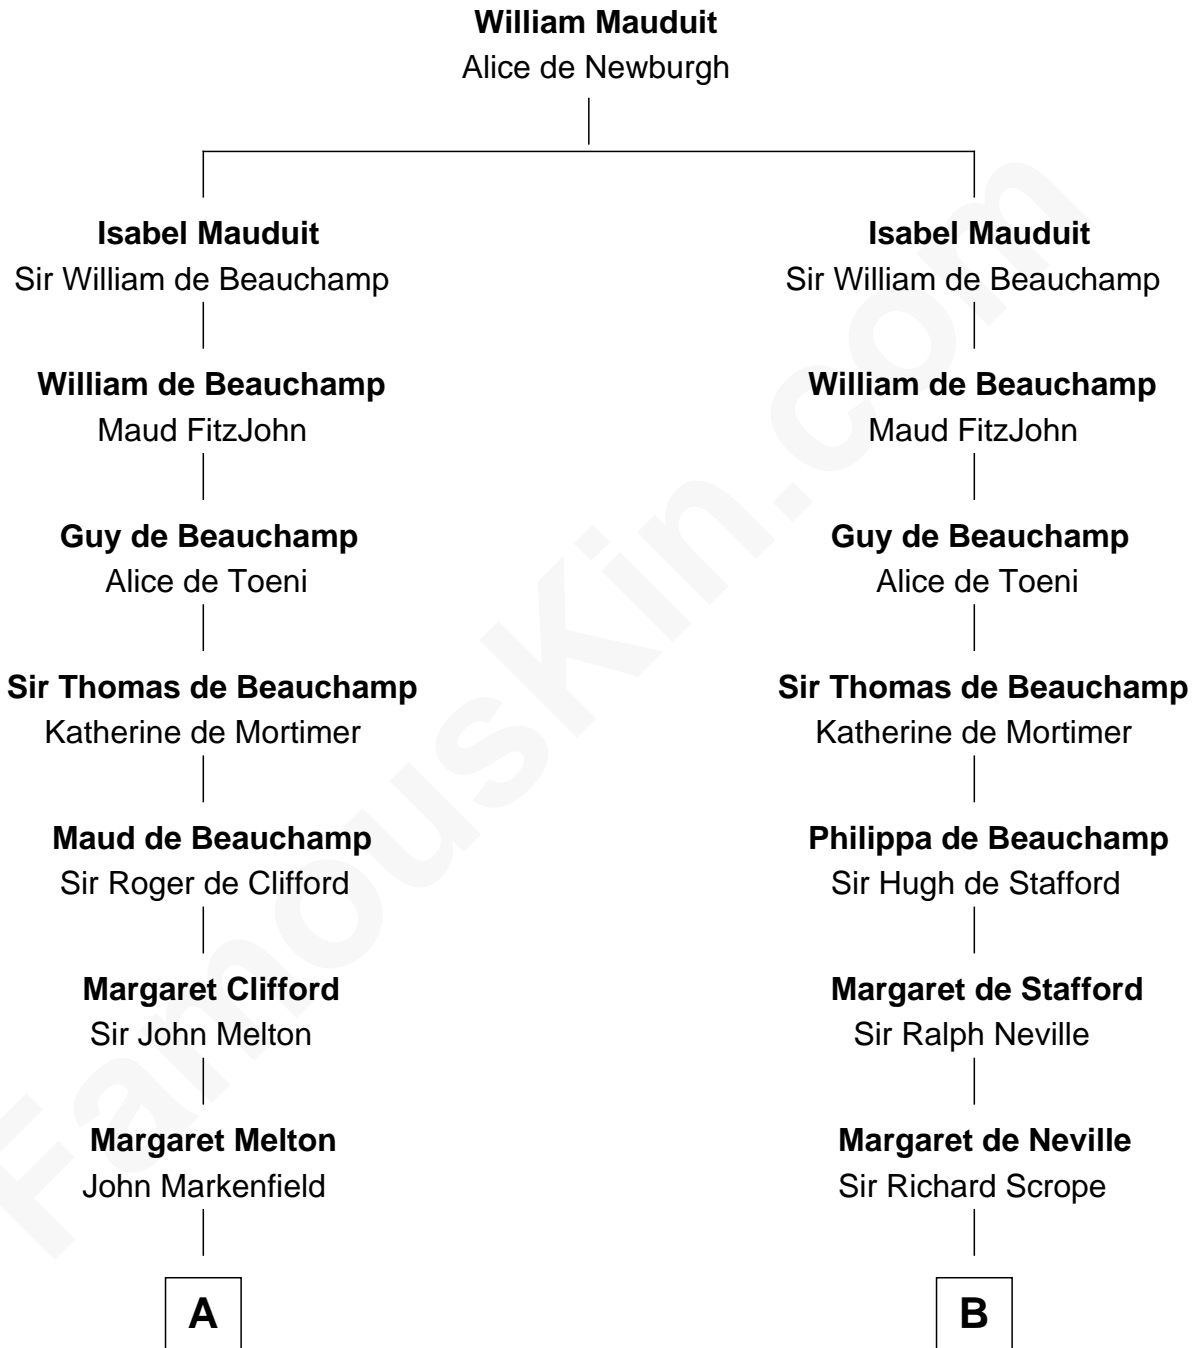 William Mauduit
Alice de Newburgh
Isabel Mauduit
Sir William de Beauchamp
Isabel Mauduit
Sir William de Beauchamp
William de Beauchamp
Maud FitzJohn
William de Beauchamp
Maud FitzJohn
Guy de Beauchamp
Alice de Toeni
Guy de Beauchamp
Alice de Toeni
Sir Thomas de Beauchamp
Katherine de Mortimer
Sir Thomas de Beauchamp
Katherine de Mortimer
Maud de Beauchamp
Sir Roger de Clifford
Philippa de Beauchamp
Sir Hugh de Stafford
Margaret Clifford
Sir John Melton
Margaret de Stafford
Sir Ralph Neville
Margaret Melton
John Markenfield
Margaret de Neville
Sir Richard Scrope
A
B
FamousKin.com